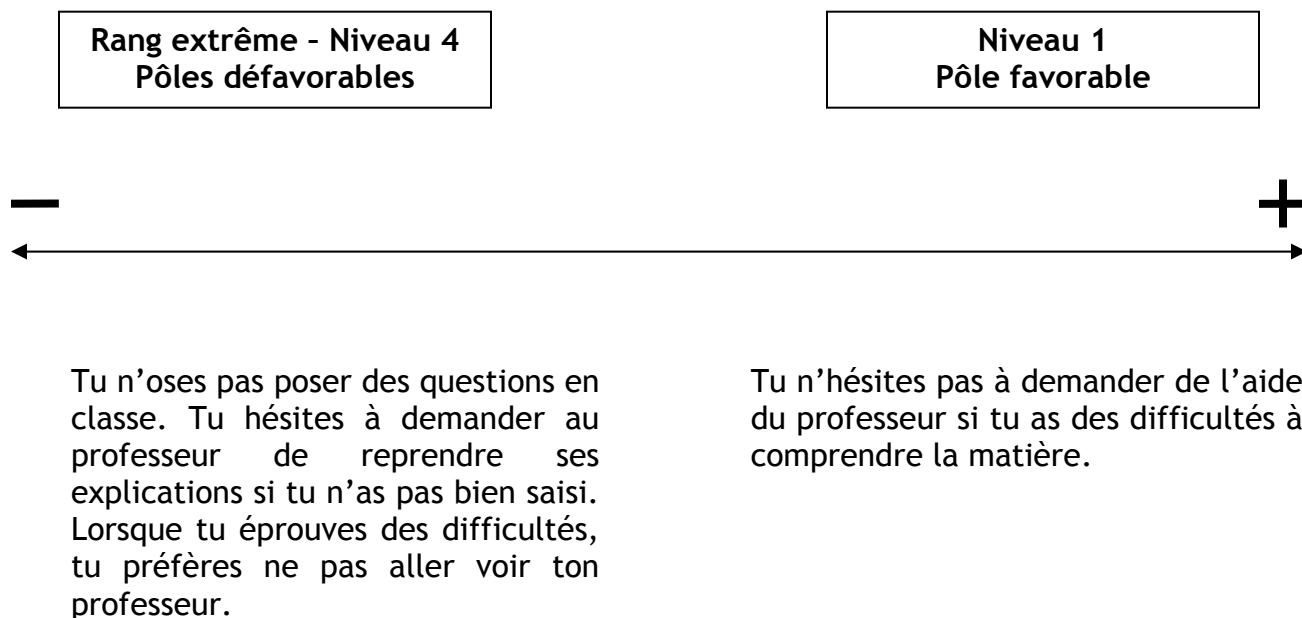 Rang extrême – Niveau 4
Pôles défavorables
Niveau 1
Pôle favorable
– +
Tu n’oses pas poser des questions en
classe. Tu hésites à demander au
professeur de reprendre ses
explications si tu n’as pas bien saisi.
Lorsque tu éprouves des difficultés,
tu préfères ne pas aller voir ton
professeur.
Tu n’hésites pas à demander de l’aide
du professeur si tu as des difficultés à
comprendre la matière.